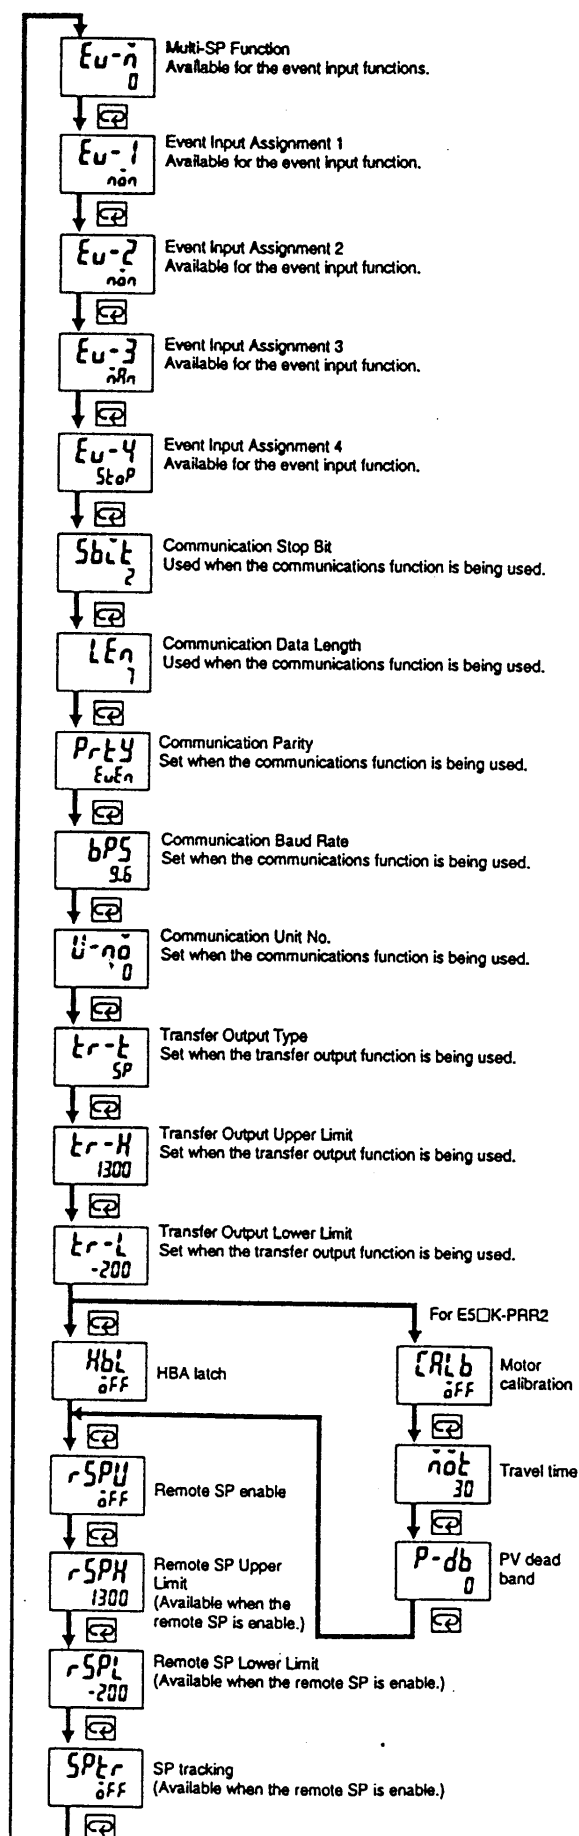 Eu-m
0
Multi-SP Function
Available for the event input functions.
Eu-1
non
Event Input Assignment 1
Available for the event input function.
Eu-2
non
Event Input Assignment 2
Available for the event input function.
Eu-3
mAn
Event Input Assignment 3
Available for the event input function.
Eu-4
StoP
Event Input Assignment 4
Available for the event input function.
Sbit
2
Communication Stop Bit
Used when the communications function is being used.
LEn
7
Communication Data Length
Used when the communications function is being used.
PrtY
EuEn
Communication Parity
Set when the communications function is being used.
bPS
9.6
Communication Baud Rate
Set when the communications function is being used.
U-no
0
Communication Unit No.
Set when the communications function is being used.
tr-t
SP
Transfer Output Type
Set when the transfer output function is being used.
tr-H
1300
Transfer Output Upper Limit
Set when the transfer output function is being used.
tr-L
-200
Transfer Output Lower Limit
Set when the transfer output function is being used.
For E5□K-PRR2
HbL
oFF
HBA latch
CALb
oFF
Motor
calibration
rSPU
oFF
Remote SP enable
mot
30
Travel time
rSPH
1300
Remote SP Upper
Limit
(Available when the
remote SP is enable.)
P-db
0
PV dead
band
rSPL
-200
Remote SP Lower Limit
(Available when the remote SP is enable.)
SPtr
oFF
SP tracking
(Available when the remote SP is enable.)